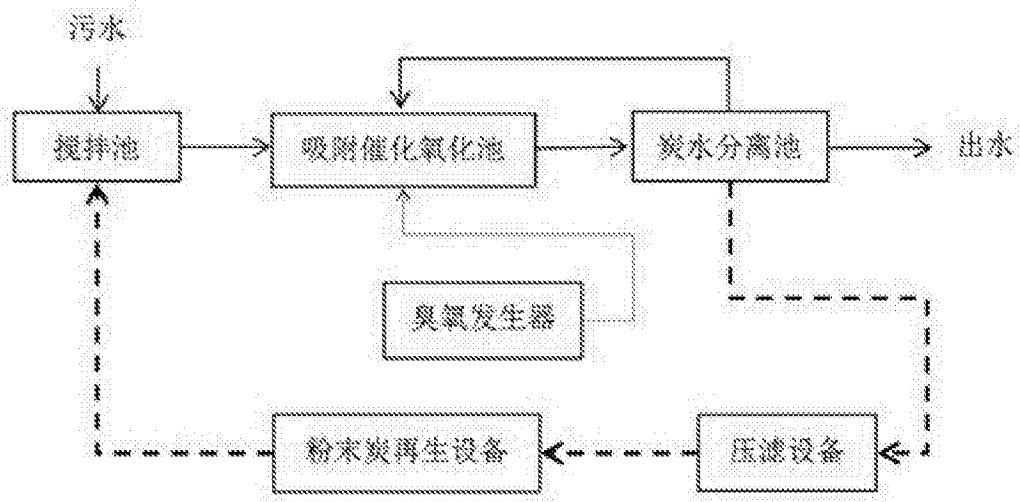 污水
搅拌池
吸附催化氧化池
炭水分离池
出水
臭氧发生器
粉末炭再生设备
压滤设备